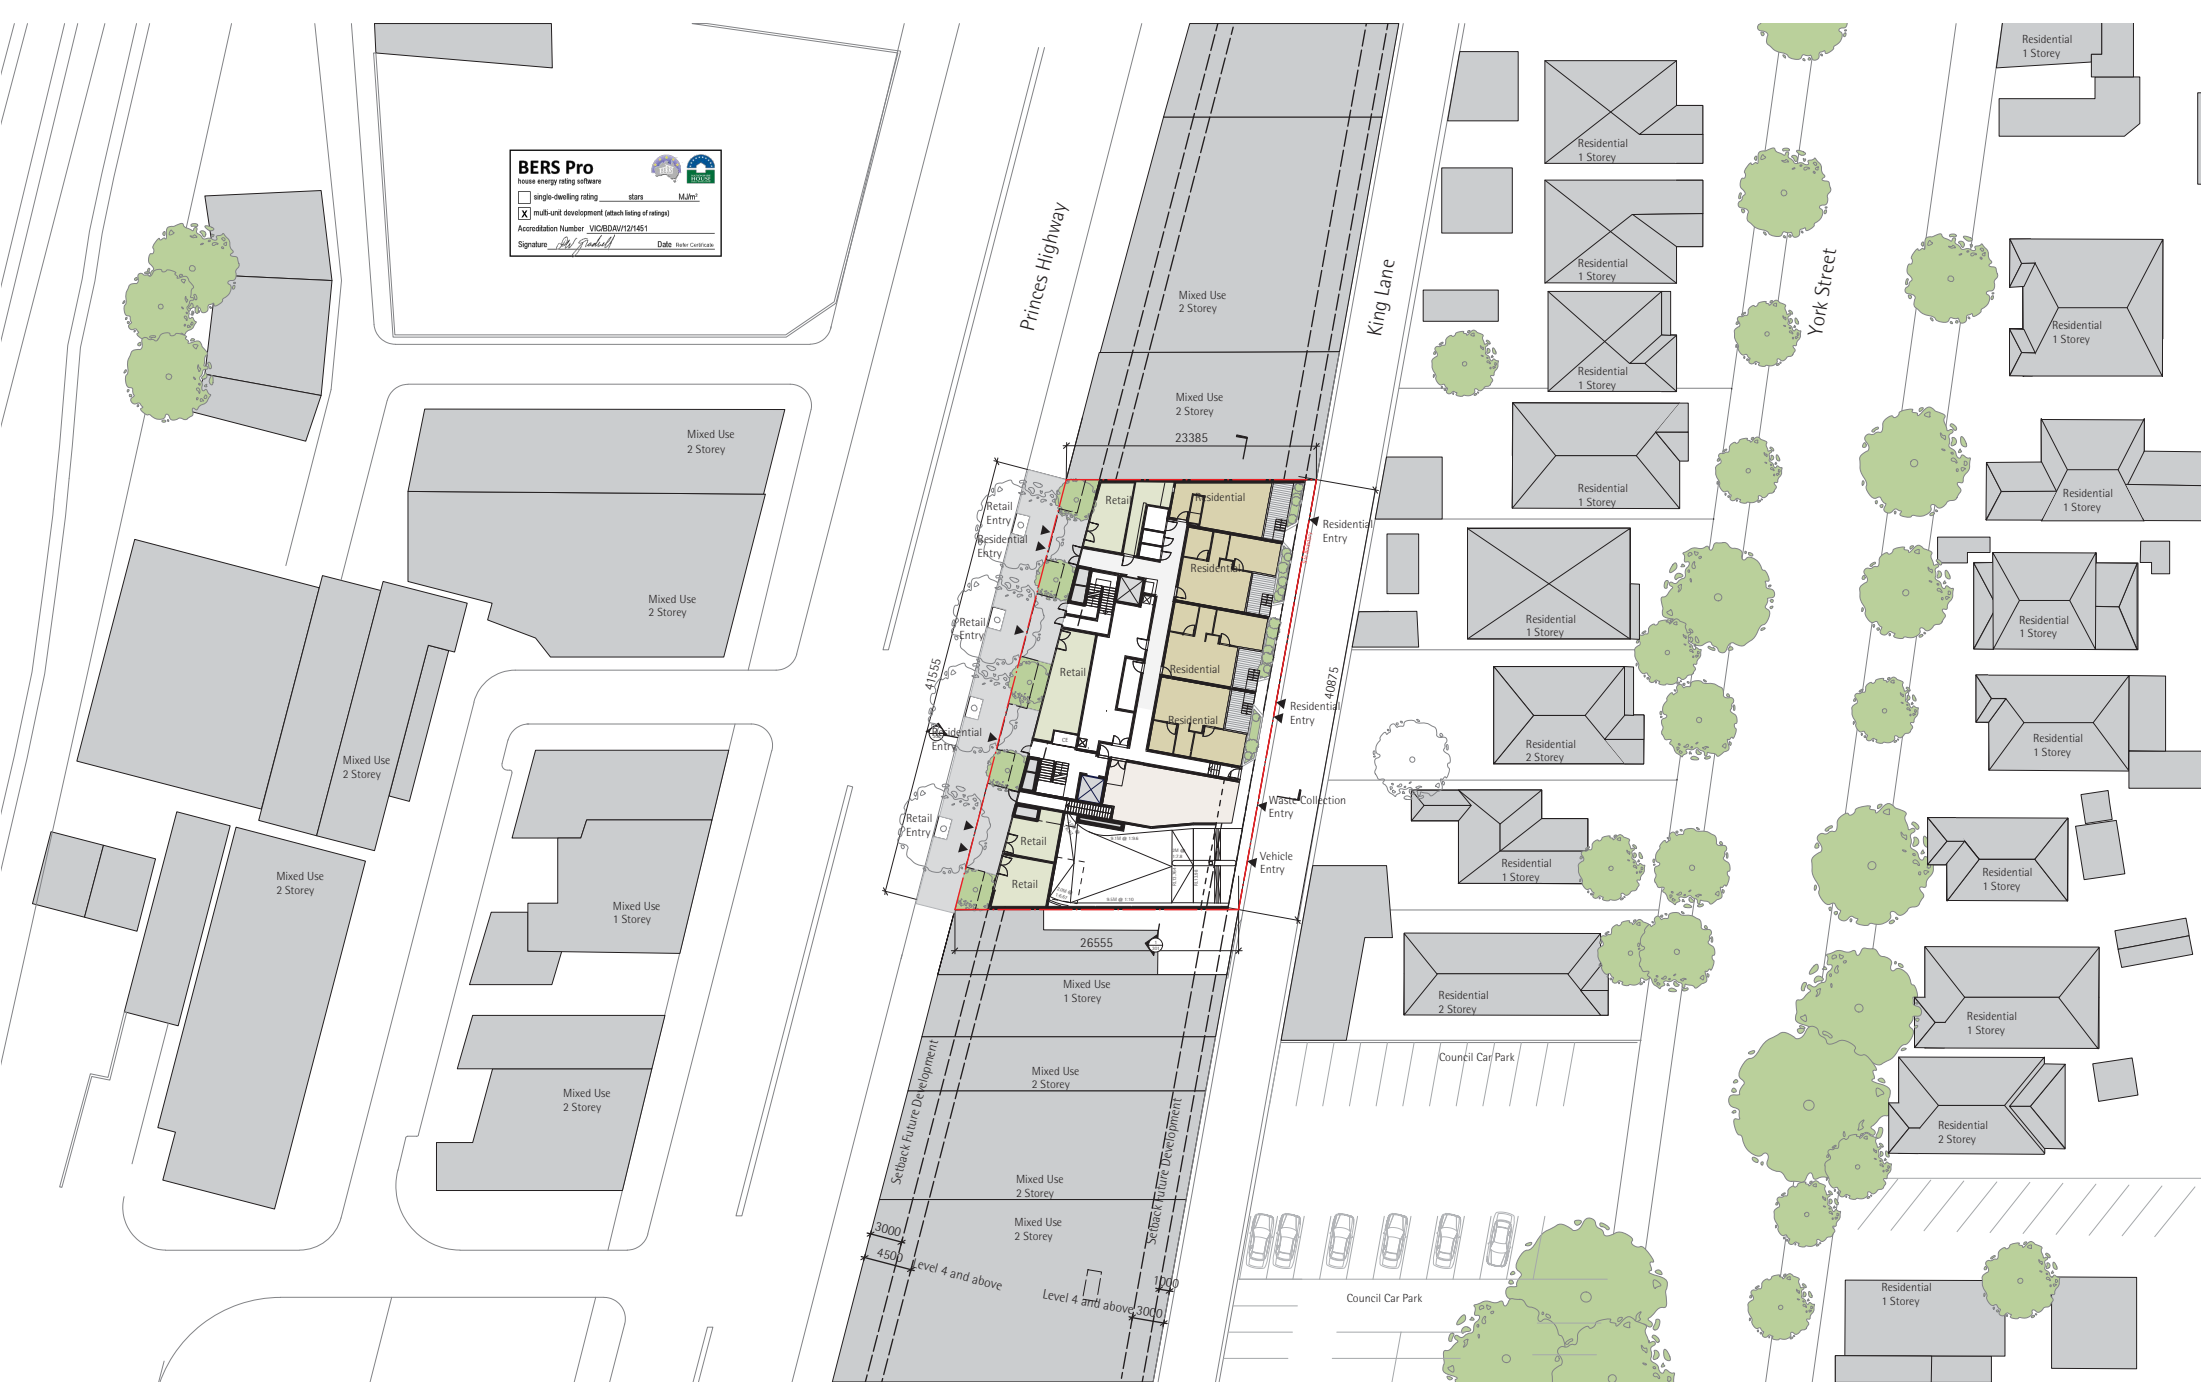 BERS Pro
house energy rating software
single-dwelling rating stars MJ/m²
X multi-unit development (attach listing of ratings)
Accreditation Number VIC/BDAV/12/1451
Signature Date Refer Certificate
HOUSE
Princes Highway
King Lane
York Street
Mixed Use
2 Storey
Mixed Use
2 Storey
23385
41555
40875
26555
Retail
Entry
Residential
Entry
Retail
Entry
Residential
Entry
Retail
Entry
Retail
Retail
Retail
Retail
Residential
Residential
Residential
Residential
Residential
Entry
Residential
Entry
Waste Collection
Entry
Vehicle
Entry
Mixed Use
2 Storey
Mixed Use
2 Storey
Mixed Use
2 Storey
Mixed Use
2 Storey
Mixed Use
1 Storey
Mixed Use
2 Storey
Mixed Use
1 Storey
Mixed Use
2 Storey
Mixed Use
2 Storey
Mixed Use
2 Storey
Setback Future Development
Setback Future Development
3000
4500
Level 4 and above
1000
Level 4 and above
3000
Residential
1 Storey
Residential
1 Storey
Residential
1 Storey
Residential
1 Storey
Residential
1 Storey
Residential
2 Storey
Residential
1 Storey
Residential
2 Storey
Council Car Park
Council Car Park
Residential
1 Storey
Residential
1 Storey
Residential
1 Storey
Residential
1 Storey
Residential
1 Storey
Residential
1 Storey
Residential
1 Storey
Residential
2 Storey
Residential
1 Storey